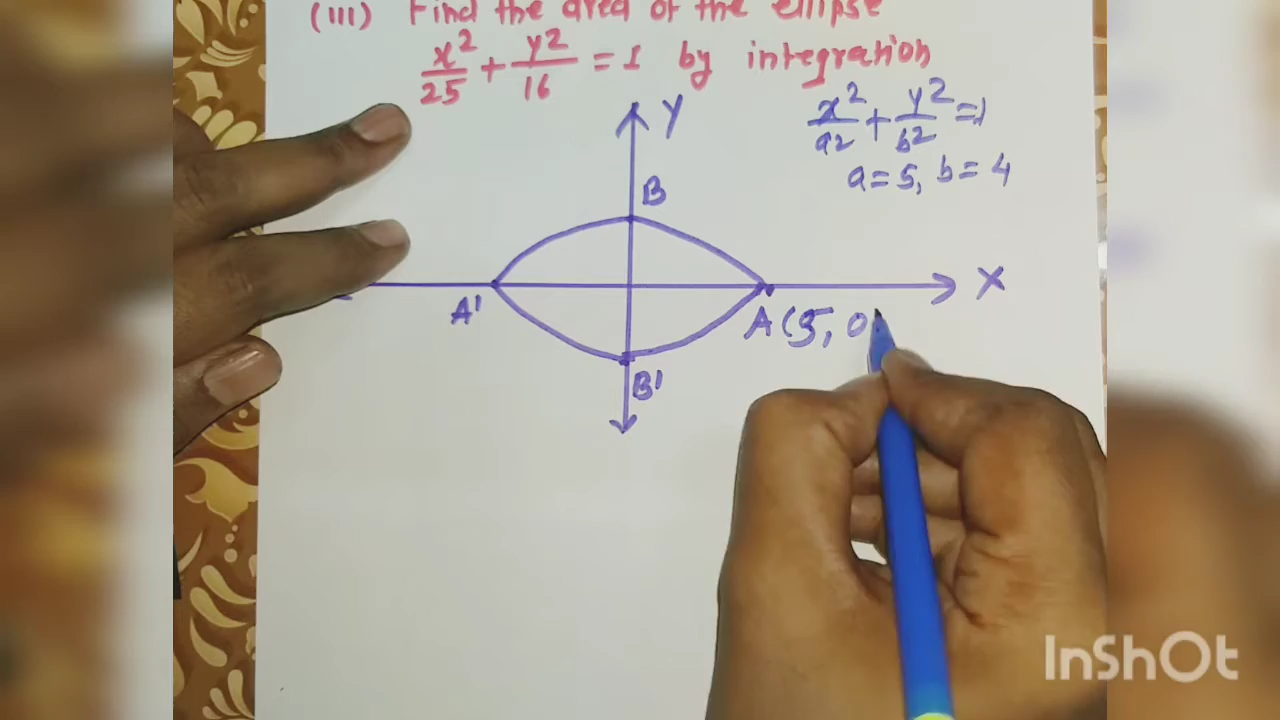 (III) Find the area of the ellipse
x²/25 + y2/16 = 1 by integration
x²/a2 + y2/b2 = 1
a = 5, b = 4
Y
B
X
A'
A (5, 0
B'
InShOt